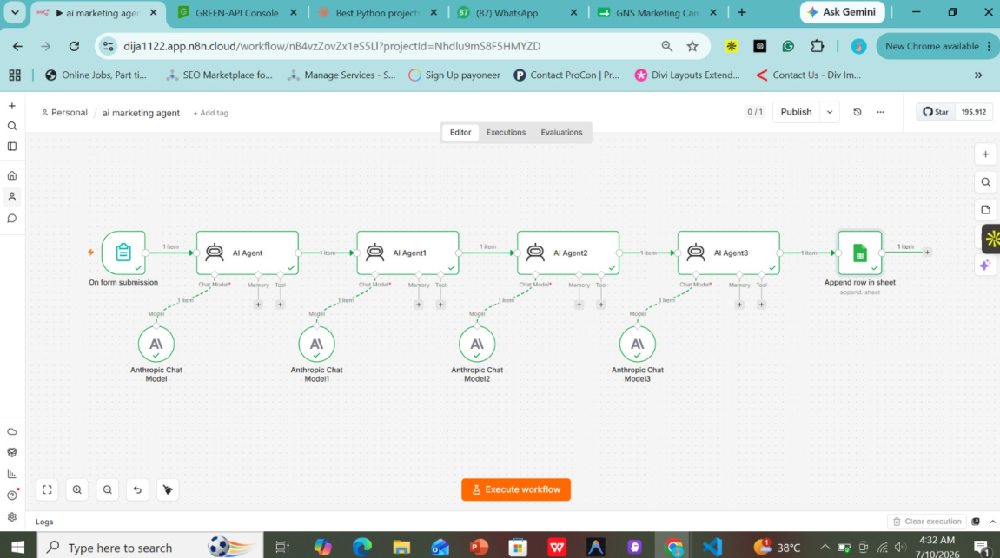 ai marketing agen
GREEN-API Console
Best Python project
(87) WhatsApp
GNS Marketing Cam
Ask Gemini
dija1122.app.n8n.cloud/workflow/nB4vzZovZx1eS5LI?projectId=Nhdlu9mS8F5HMYZD
New Chrome available
Online Jobs, Part ti...
SEO Marketplace fo...
Manage Services - S...
Sign Up payoneer
Contact ProCon | Pr...
Divi Layouts Extend...
Contact Us - Div Im...
Personal / ai marketing agent + Add tag
0 / 1
Publish
Star 195,912
Editor Executions Evaluations
1 item
1 item
1 item
1 item
1 item
1 item
AI Agent
AI Agent1
AI Agent2
AI Agent3
On form submission
Append row in sheet
append: sheet
Chat Model* Memory Tool
Chat Model* Memory Tool
Chat Model* Memory Tool
Chat Model* Memory Tool
1 item
1 item
1 item
1 item
Model
Model
Model
Model
Anthropic Chat
Model
Anthropic Chat
Model1
Anthropic Chat
Model2
Anthropic Chat
Model3
Execute workflow
Logs
Clear execution
Type here to search
38°C
4:32 AM
7/10/2026
1